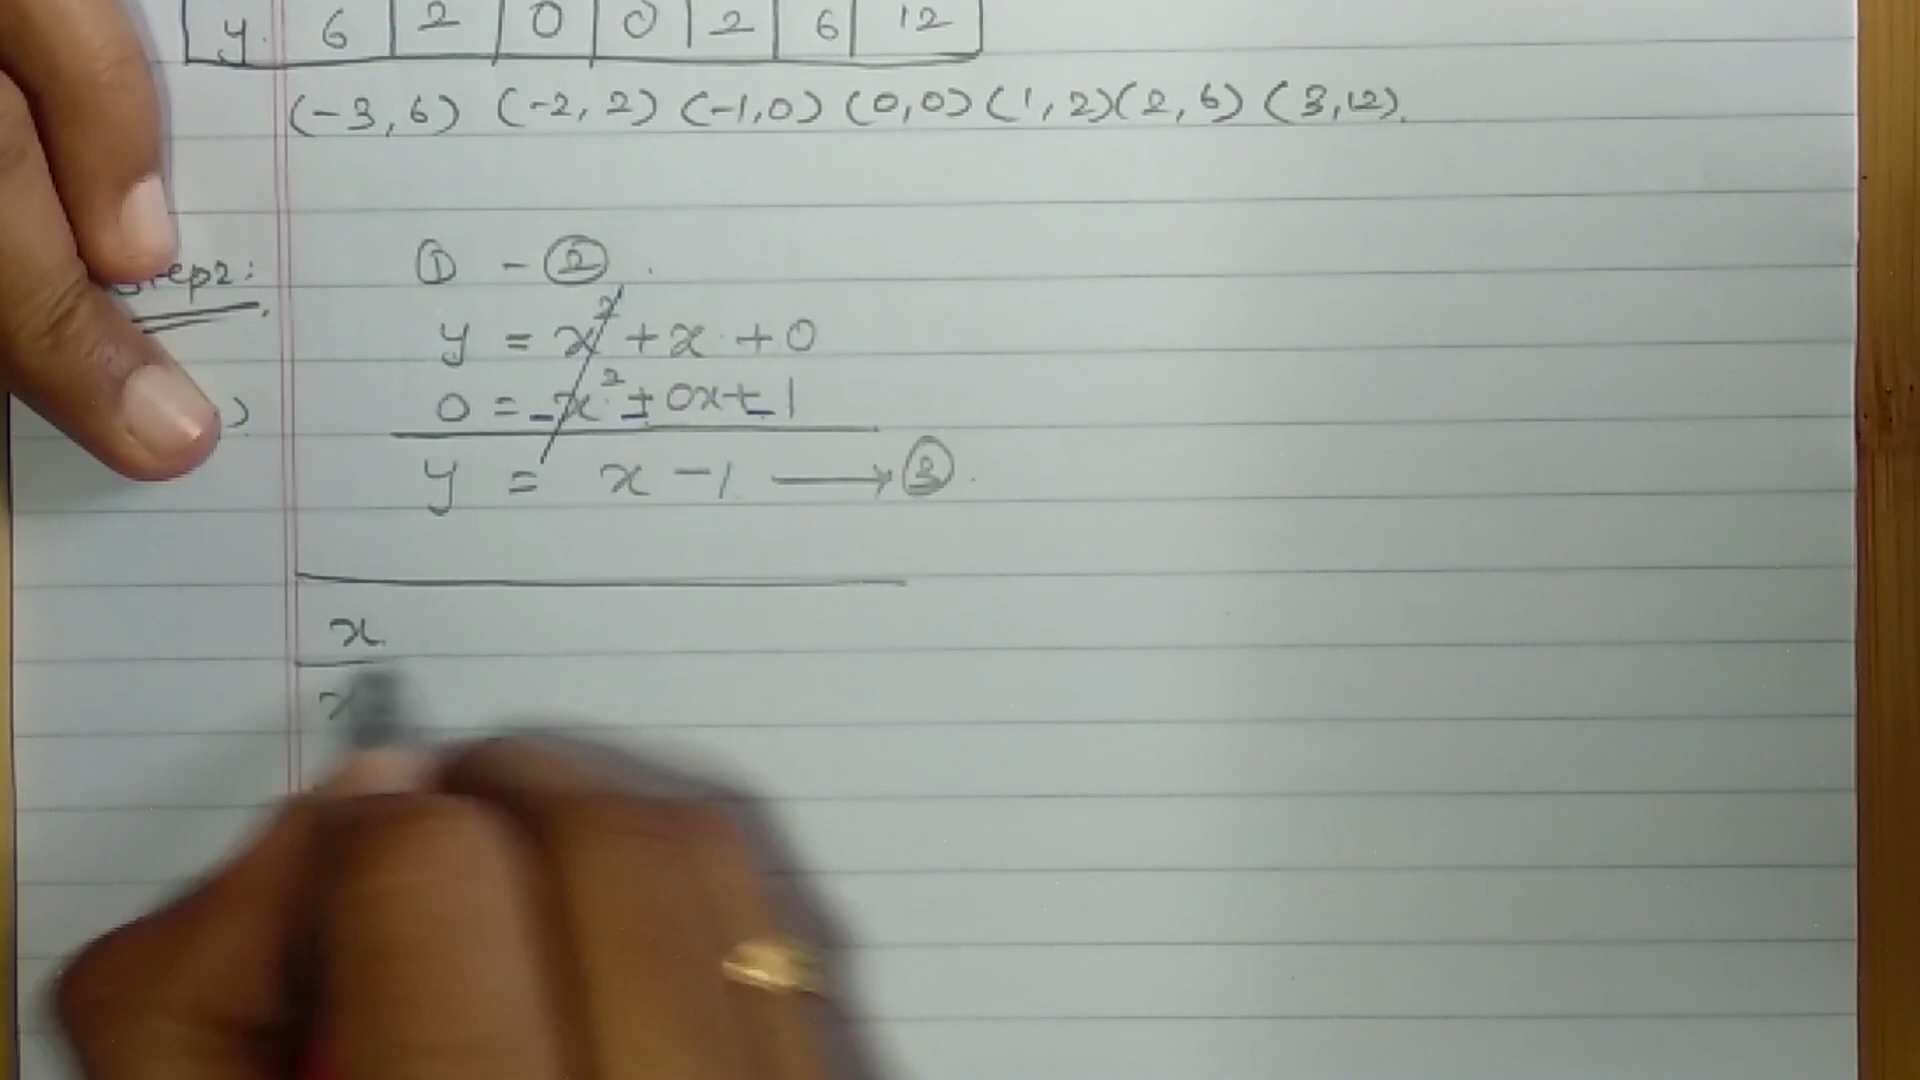 y. 6 2 0 0 2 6 12
(-3,6) (-2,2) (-1,0) (0,0) (1,2) (2,6) (3,12).
Step2:
① - ②.
y = x² + x + 0
0 = -x² ± 0x ± 1
)
y = x - 1 ⟶ ③.
x
x